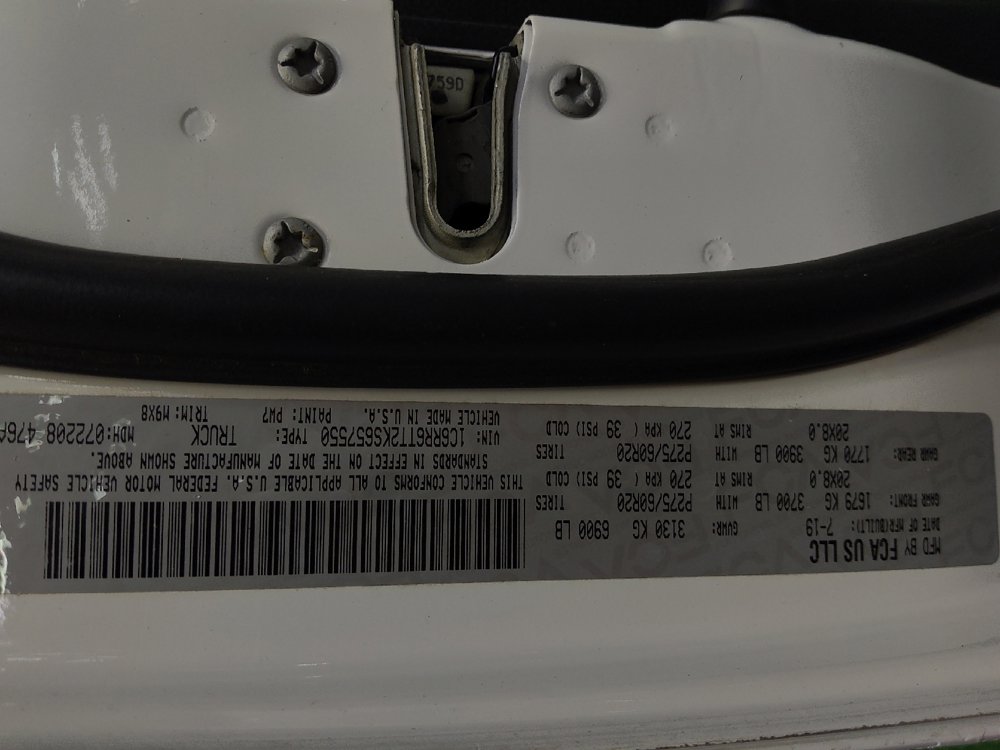 759D
MFD BY FCA US LLC
DATE OF MFR(BUILT): 7-19 GVWR: 3130 KG 6900 LB
GAWR FRONT: 1679 KG 3700 LB WITH P275/60R20 TIRES
20X8.0 RIMS AT 270 KPA ( 39 PSI) COLD
GAWR REAR: 1770 KG 3900 LB WITH P275/60R20 TIRES
20X8.0 RIMS AT 270 KPA ( 39 PSI) COLD
THIS VEHICLE CONFORMS TO ALL APPLICABLE U.S.A. FEDERAL MOTOR VEHICLE SAFETY
STANDARDS IN EFFECT ON THE DATE OF MANUFACTURE SHOWN ABOVE.
VIN: 1C6RR6TT2KS657550 TYPE: TRUCK MDH:072208 476A
VEHICLE MADE IN U.S.A. PAINT: PW7 TRIM: M9X8